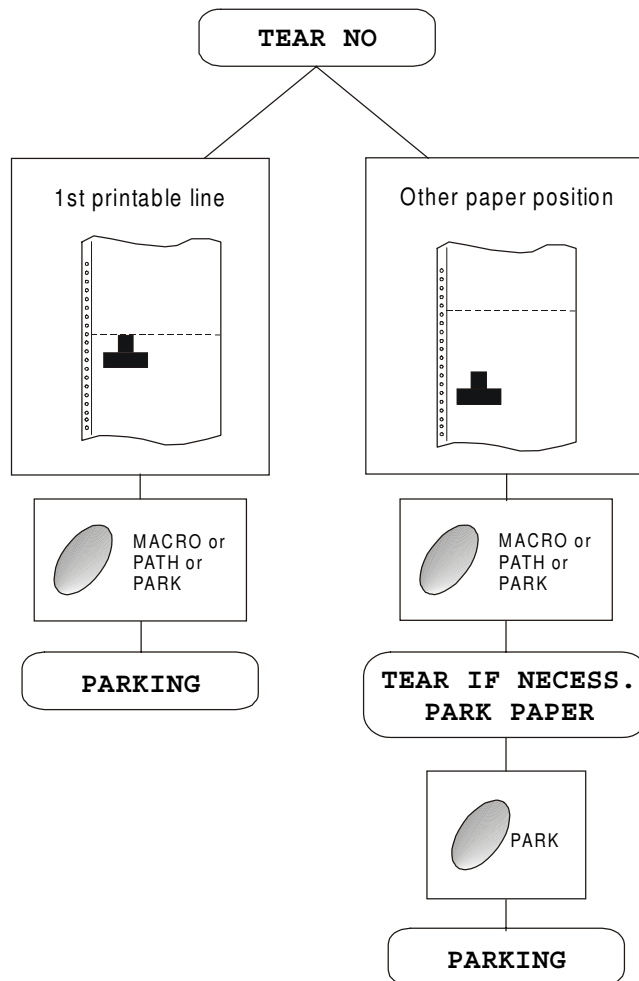 TEAR NO
1st printable line
MACRO or
PATH or
PARK
PARKING
Other paper position
MACRO or
PATH or
PARK
TEAR IF NECESS.
PARK PAPER
PARK
PARKING